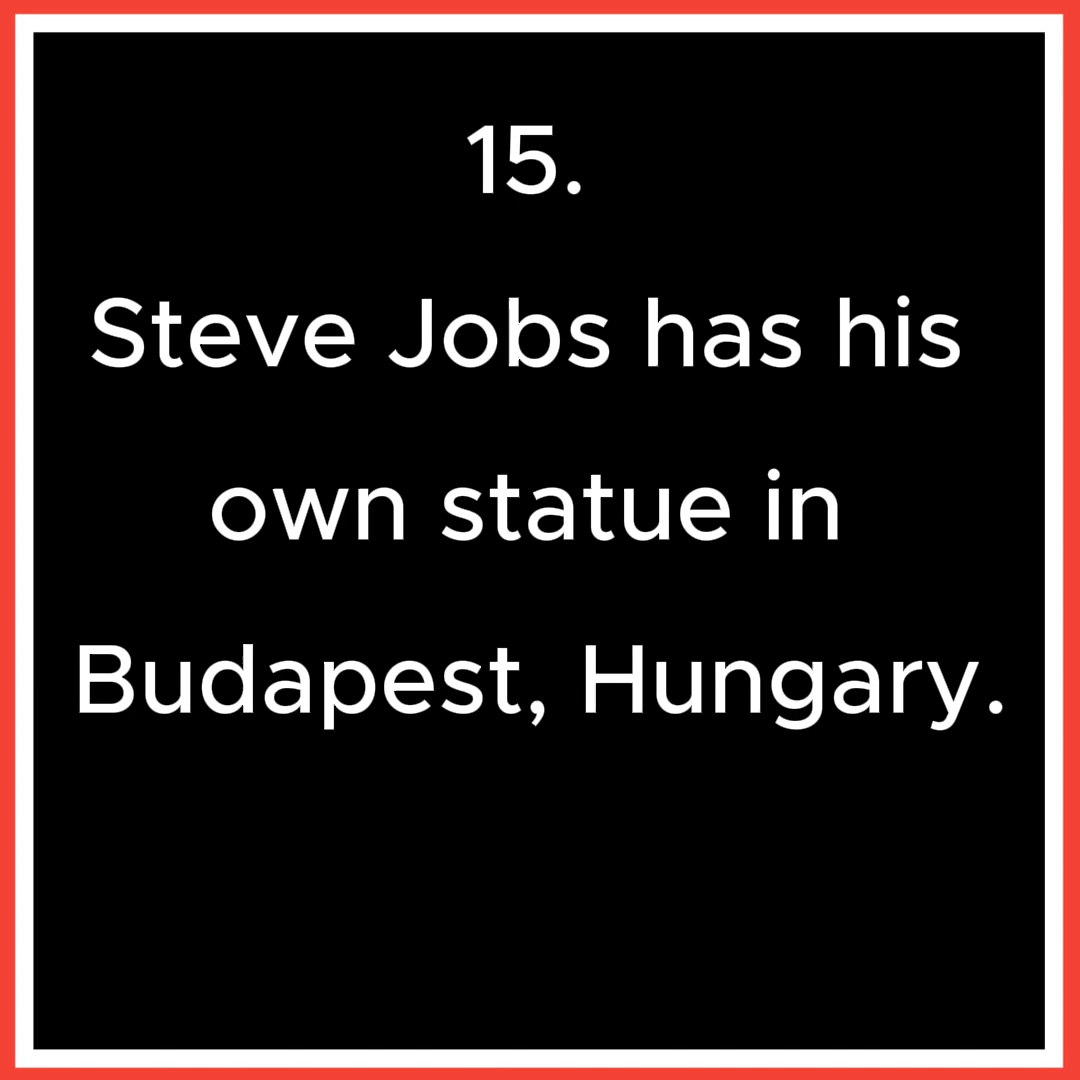 15.
Steve Jobs has his
own statue in
Budapest, Hungary.